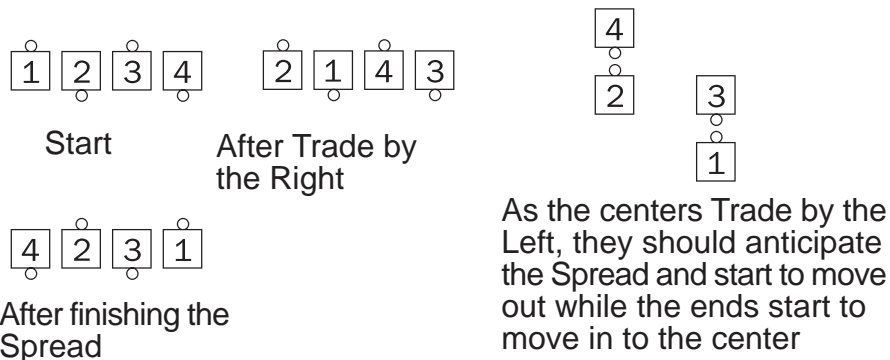 1 2 3 4
Start
2 1 4 3
After Trade by
the Right
4
2 3
1
As the centers Trade by the
Left, they should anticipate
the Spread and start to move
out while the ends start to
move in to the center
4 2 3 1
After finishing the
Spread